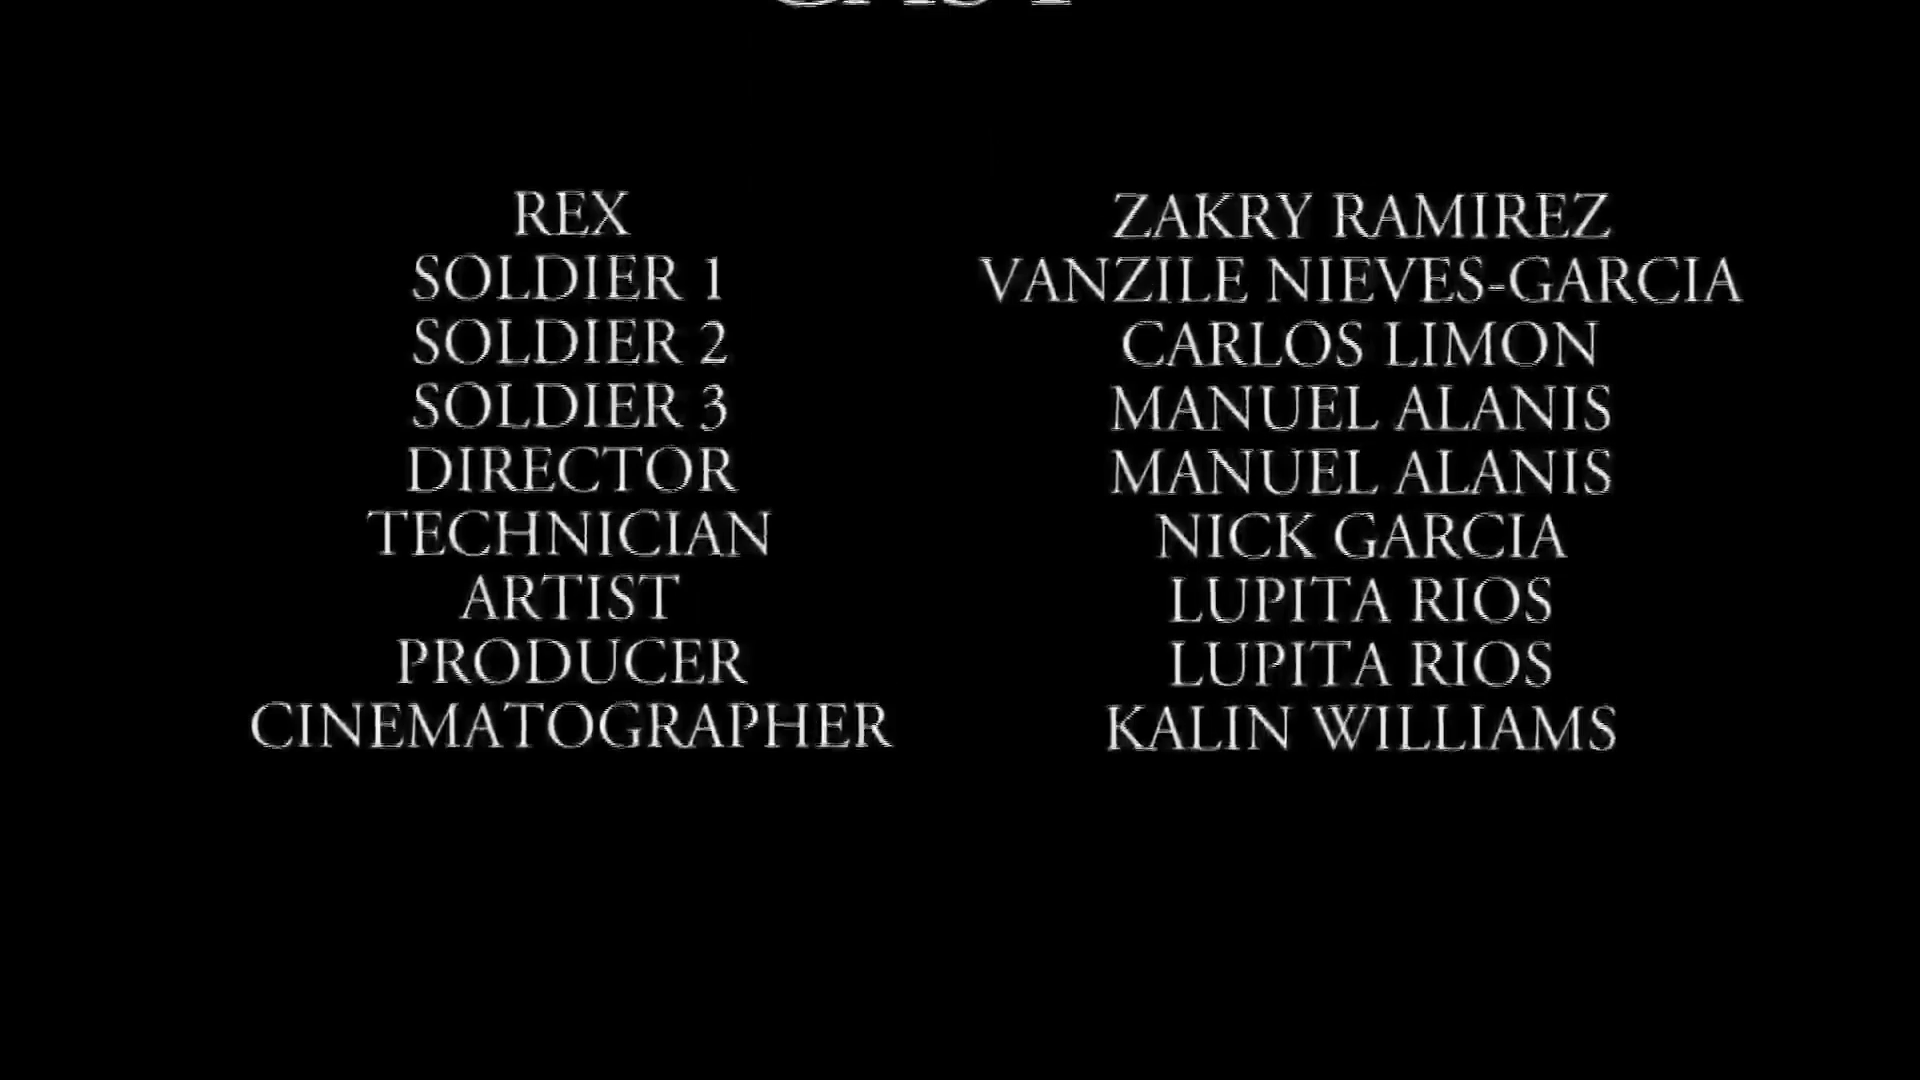 CAST
REX ZAKRY RAMIREZ
SOLDIER 1 VANZILE NIEVES-GARCIA
SOLDIER 2 CARLOS LIMON
SOLDIER 3 MANUEL ALANIS
DIRECTOR MANUEL ALANIS
TECHNICIAN NICK GARCIA
ARTIST LUPITA RIOS
PRODUCER LUPITA RIOS
CINEMATOGRAPHER KALIN WILLIAMS